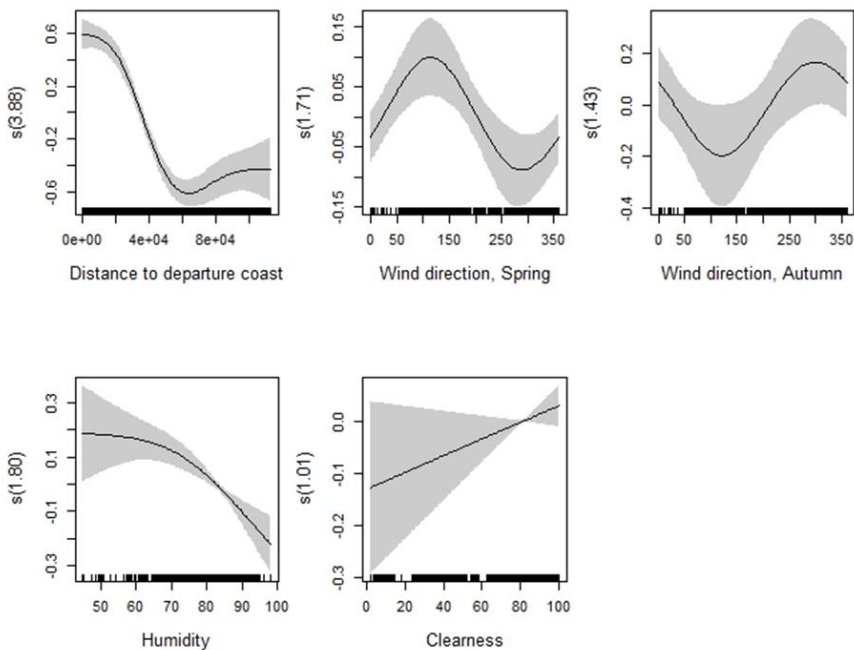 s(3.88)
0.6
0.2
-0.2
-0.6
0e+00 4e+04 8e+04
Distance to departure coast
s(1.71)
0.15
0.05
-0.05
-0.15
0 50 150 250 350
Wind direction, Spring
s(1.43)
0.2
0.0
-0.2
-0.4
0 50 150 250 350
Wind direction, Autumn
s(1.80)
0.3
0.1
-0.1
-0.3
50 60 70 80 90 100
Humidity
s(1.01)
0.0
-0.1
-0.2
-0.3
0 20 40 60 80 100
Clearness